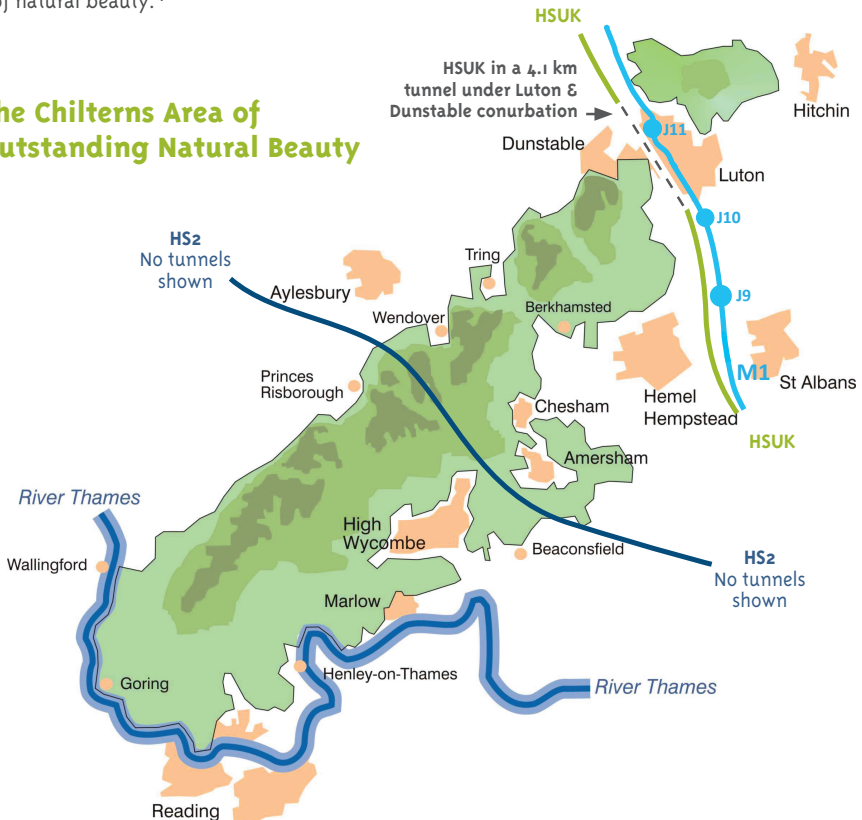 of natural beauty.
HSUK
HSUK in a 4.1 km
tunnel under Luton &
Dunstable conurbation
Hitchin
he Chilterns Area of
utstanding Natural Beauty
J11
Dunstable
Luton
J10
HS2
No tunnels
shown
Tring
Aylesbury
J9
Berkhamsted
Wendover
M1
St Albans
Princes
Risborough
Hemel
Hempstead
Chesham
HSUK
Amersham
River Thames
High
Wycombe
Beaconsfield
HS2
No tunnels
shown
Wallingford
Marlow
Henley-on-Thames
River Thames
Goring
Reading